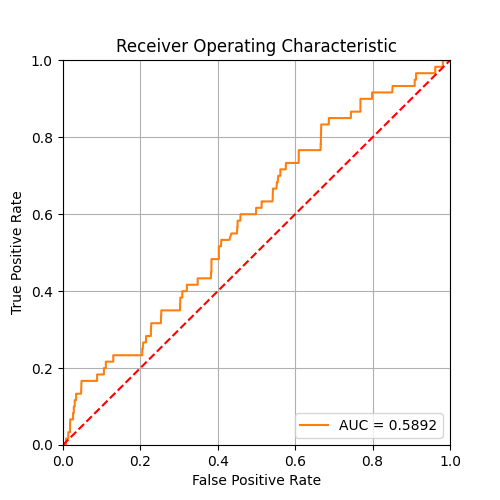 Receiver Operating Characteristic
1.0
0.8
0.6
0.4
0.2
0.0
True Positive Rate
AUC = 0.5892
0.0 0.2 0.4 0.6 0.8 1.0
False Positive Rate